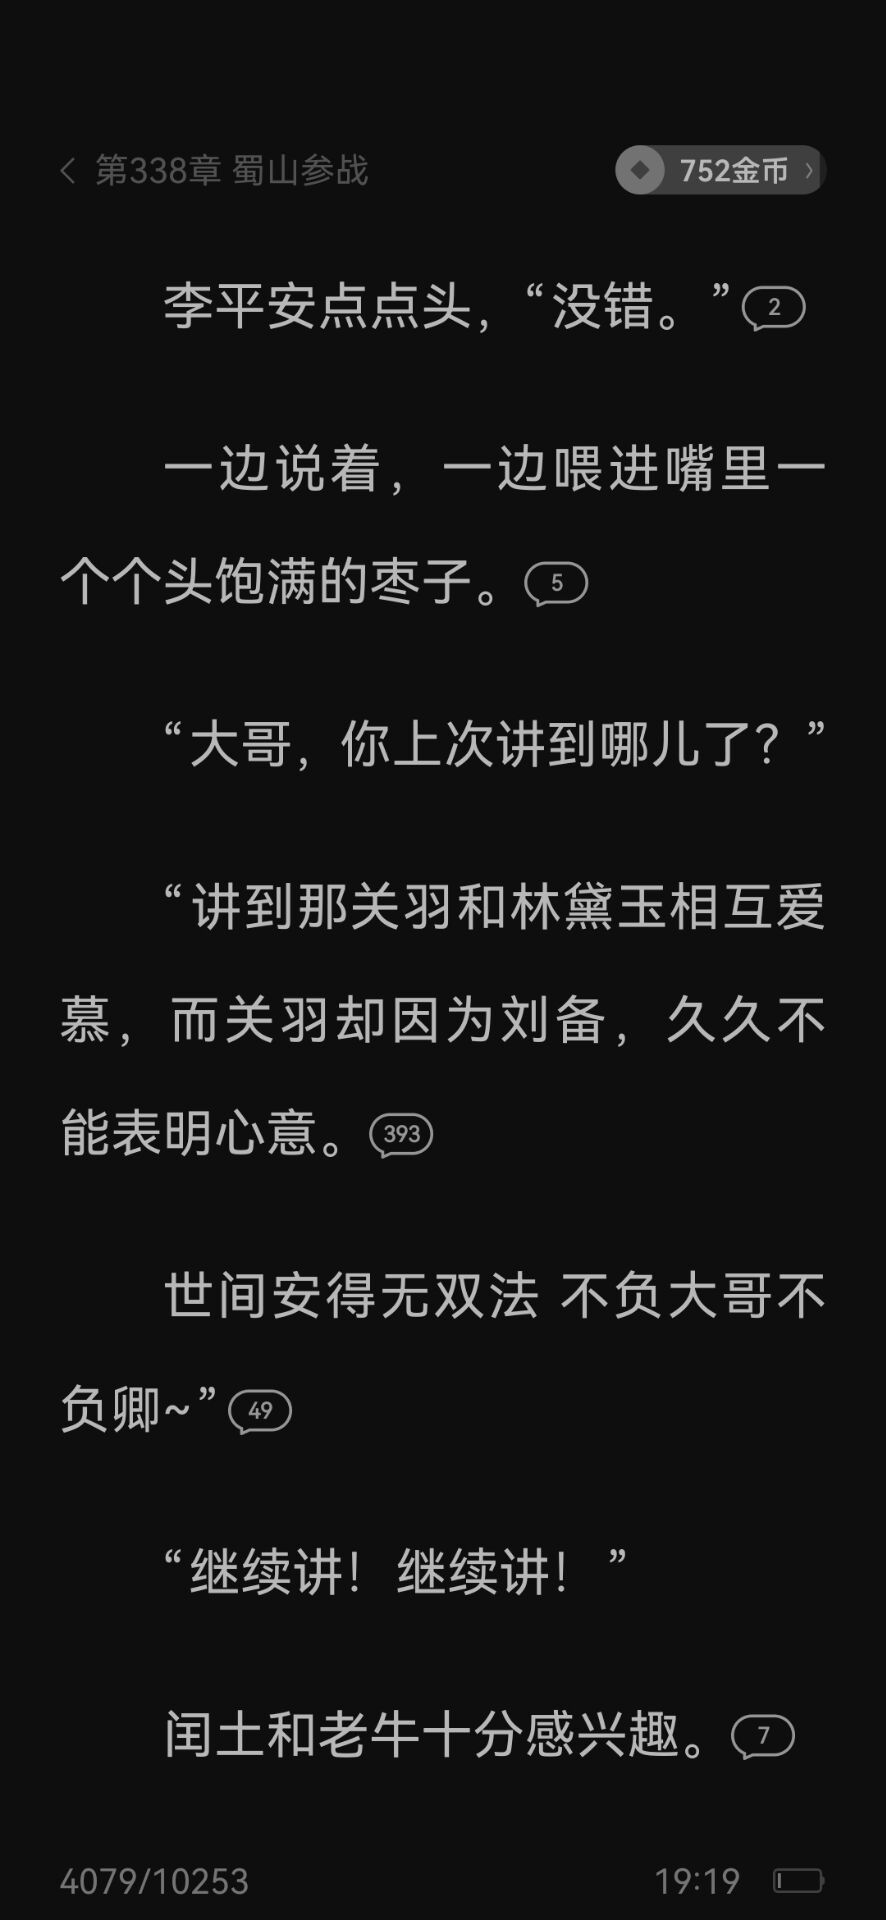 第338章 蜀山参战
752金币
李平安点点头，“没错。”
2
一边说着，一边喂进嘴里一
个个头饱满的枣子。
5
“大哥，你上次讲到哪儿了？”
“讲到那关羽和林黛玉相互爱
慕，而关羽却因为刘备，久久不
能表明心意。
393
世间安得无双法 不负大哥不
负卿~”
49
“继续讲！继续讲！”
闰土和老牛十分感兴趣。
7
4079/10253
19:19